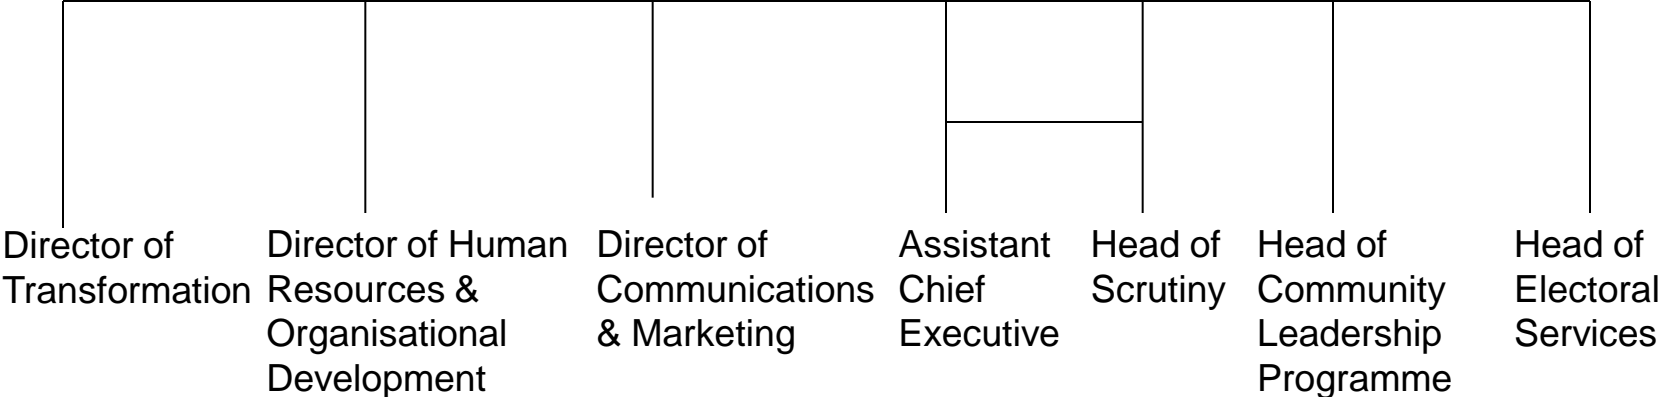 Director of
Transformation
Director of Human
Resources &
Organisational
Development
Director of
Communications
& Marketing
Assistant
Chief
Executive
Head of
Scrutiny
Head of
Community
Leadership
Programme
Head of
Electoral
Services